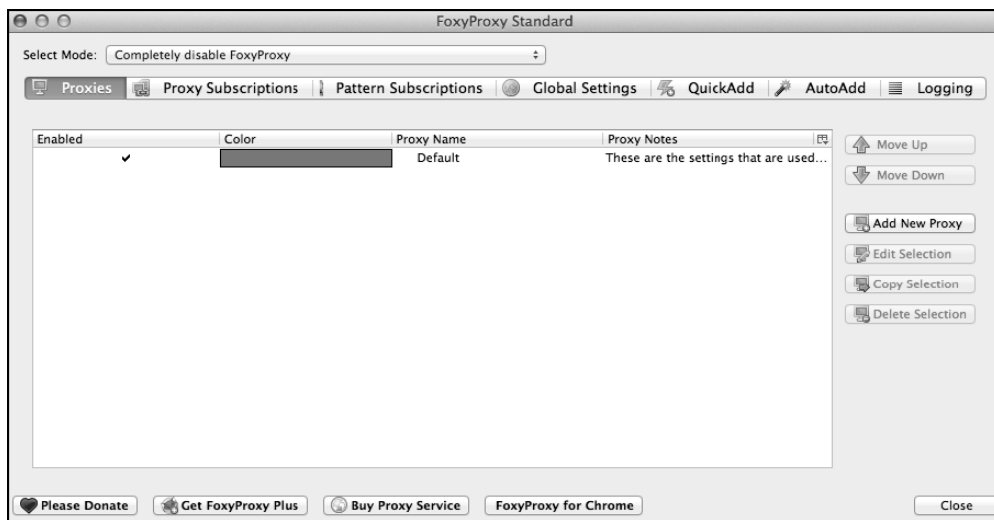 FoxyProxy Standard
Select Mode: Completely disable FoxyProxy
Proxies Proxy Subscriptions Pattern Subscriptions Global Settings QuickAdd AutoAdd Logging
Enabled Color Proxy Name Proxy Notes
Default These are the settings that are used...
Move Up
Move Down
Add New Proxy
Edit Selection
Copy Selection
Delete Selection
Please Donate Get FoxyProxy Plus Buy Proxy Service FoxyProxy for Chrome Close